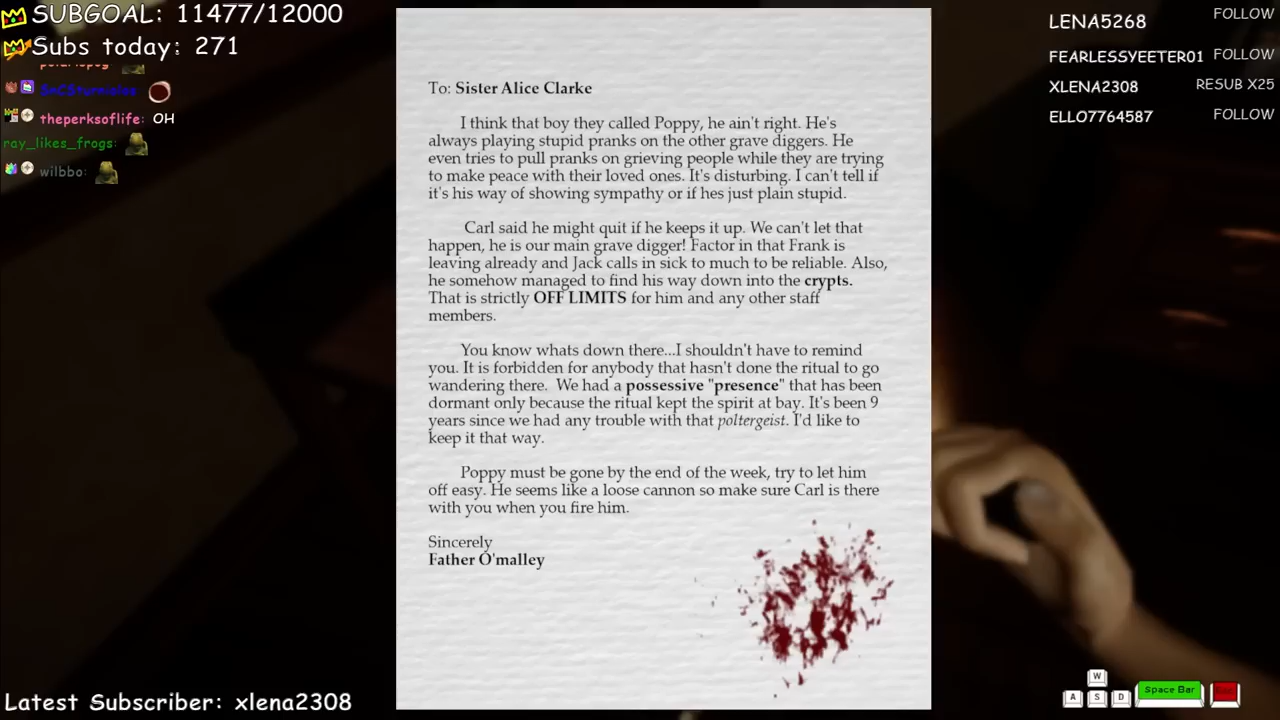 SUBGOAL: 11477/12000
Subs today: 271
SnCSturniolos
theperksoflife: OH
ray_likes_frogs:
wilbbo:
To: Sister Alice Clarke
I think that boy they called Poppy, he ain't right. He's
always playing stupid pranks on the other grave diggers. He
even tries to pull pranks on grieving people while they are trying
to make peace with their loved ones. It's disturbing. I can't tell if
it's his way of showing sympathy or if hes just plain stupid.
Carl said he might quit if he keeps it up. We can't let that
happen, he is our main grave digger! Factor in that Frank is
leaving already and Jack calls in sick to much to be reliable. Also,
he somehow managed to find his way down into the crypts.
That is strictly OFF LIMITS for him and any other staff
members.
You know whats down there...I shouldn't have to remind
you. It is forbidden for anybody that hasn't done the ritual to go
wandering there. We had a possessive "presence" that has been
dormant only because the ritual kept the spirit at bay. It's been 9
years since we had any trouble with that poltergeist. I'd like to
keep it that way.
Poppy must be gone by the end of the week, try to let him
off easy. He seems like a loose cannon so make sure Carl is there
with you when you fire him.
Sincerely
Father O'malley
LENA5268 FOLLOW
FEARLESSYEETER01 FOLLOW
XLENA2308 RESUB X25
ELLO7764587 FOLLOW
Latest Subscriber: xlena2308
W
A S D Space Bar